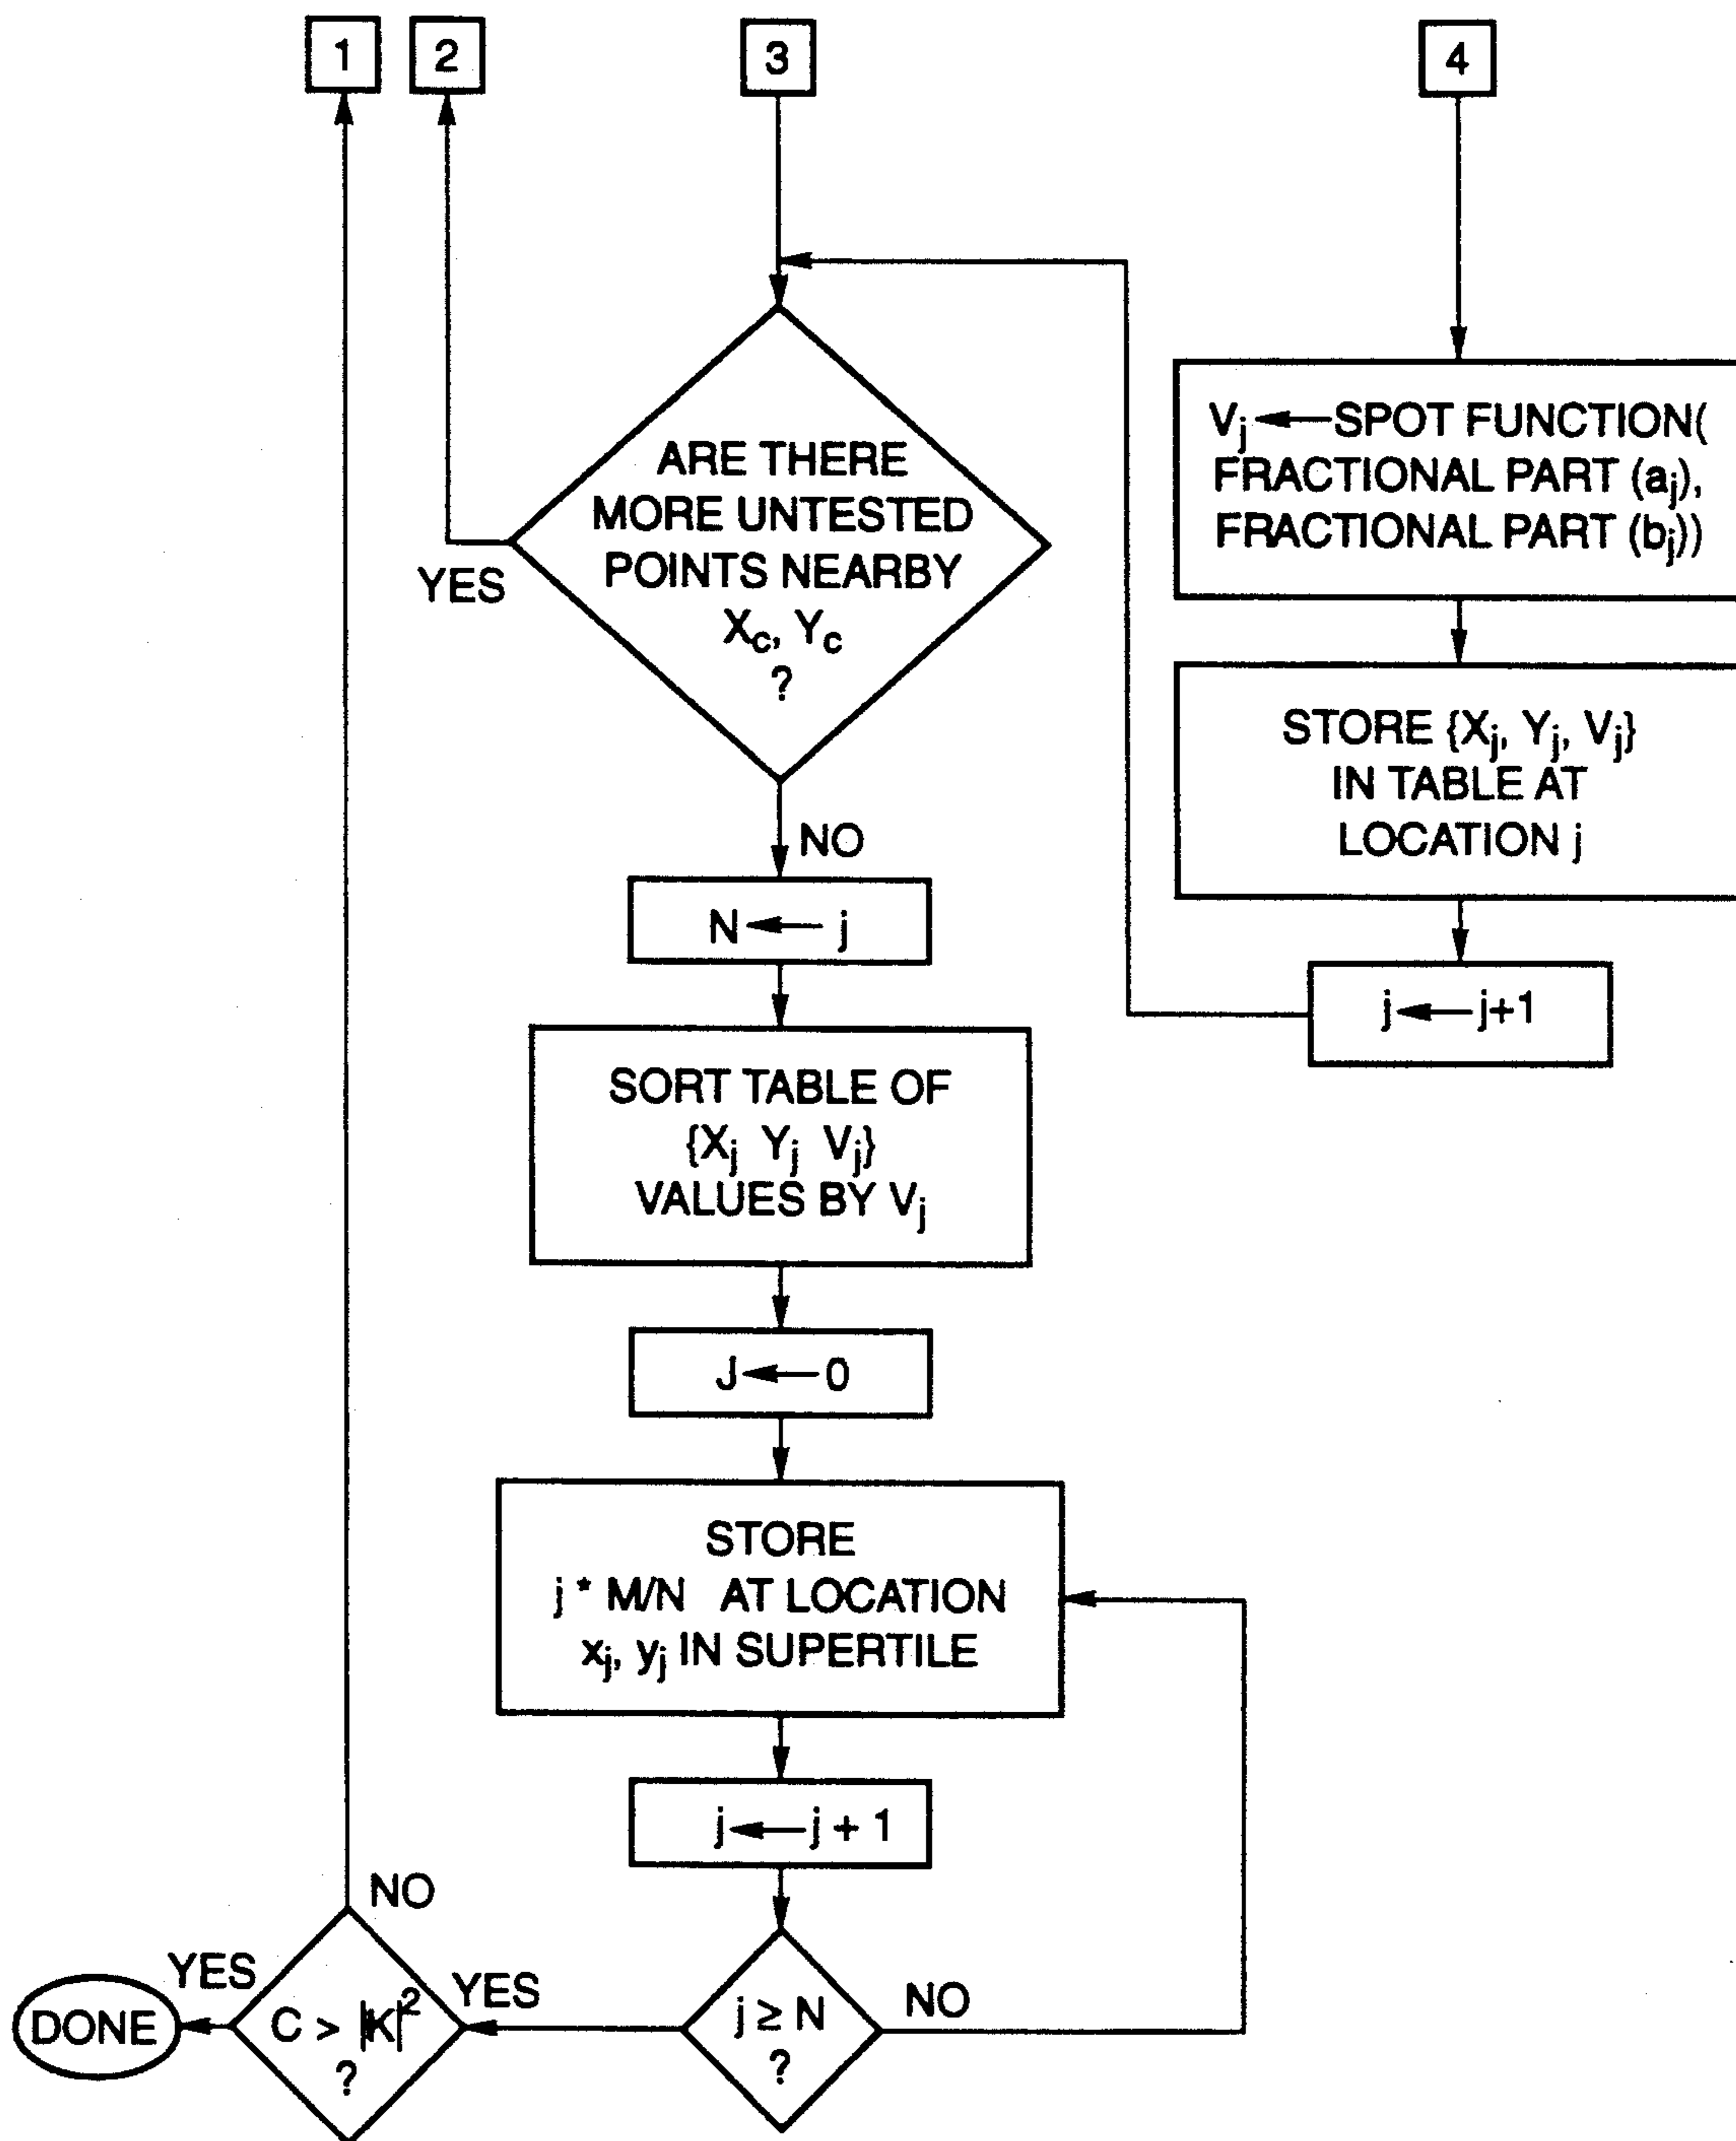 1
2
3
4
ARE THERE
MORE UNTESTED
POINTS NEARBY
Xc, Yc
?
YES
NO
Vj ← SPOT FUNCTION(
FRACTIONAL PART (aj),
FRACTIONAL PART (bj))
STORE {Xj, Yj, Vj}
IN TABLE AT
LOCATION j
j ← j+1
N ← j
SORT TABLE OF
{Xj Yj Vj}
VALUES BY Vj
J ← 0
STORE
j * M/N AT LOCATION
xj, yj IN SUPERTILE
j ← j + 1
j ≥ N
?
NO
YES
C > |K|²
?
NO
YES
DONE